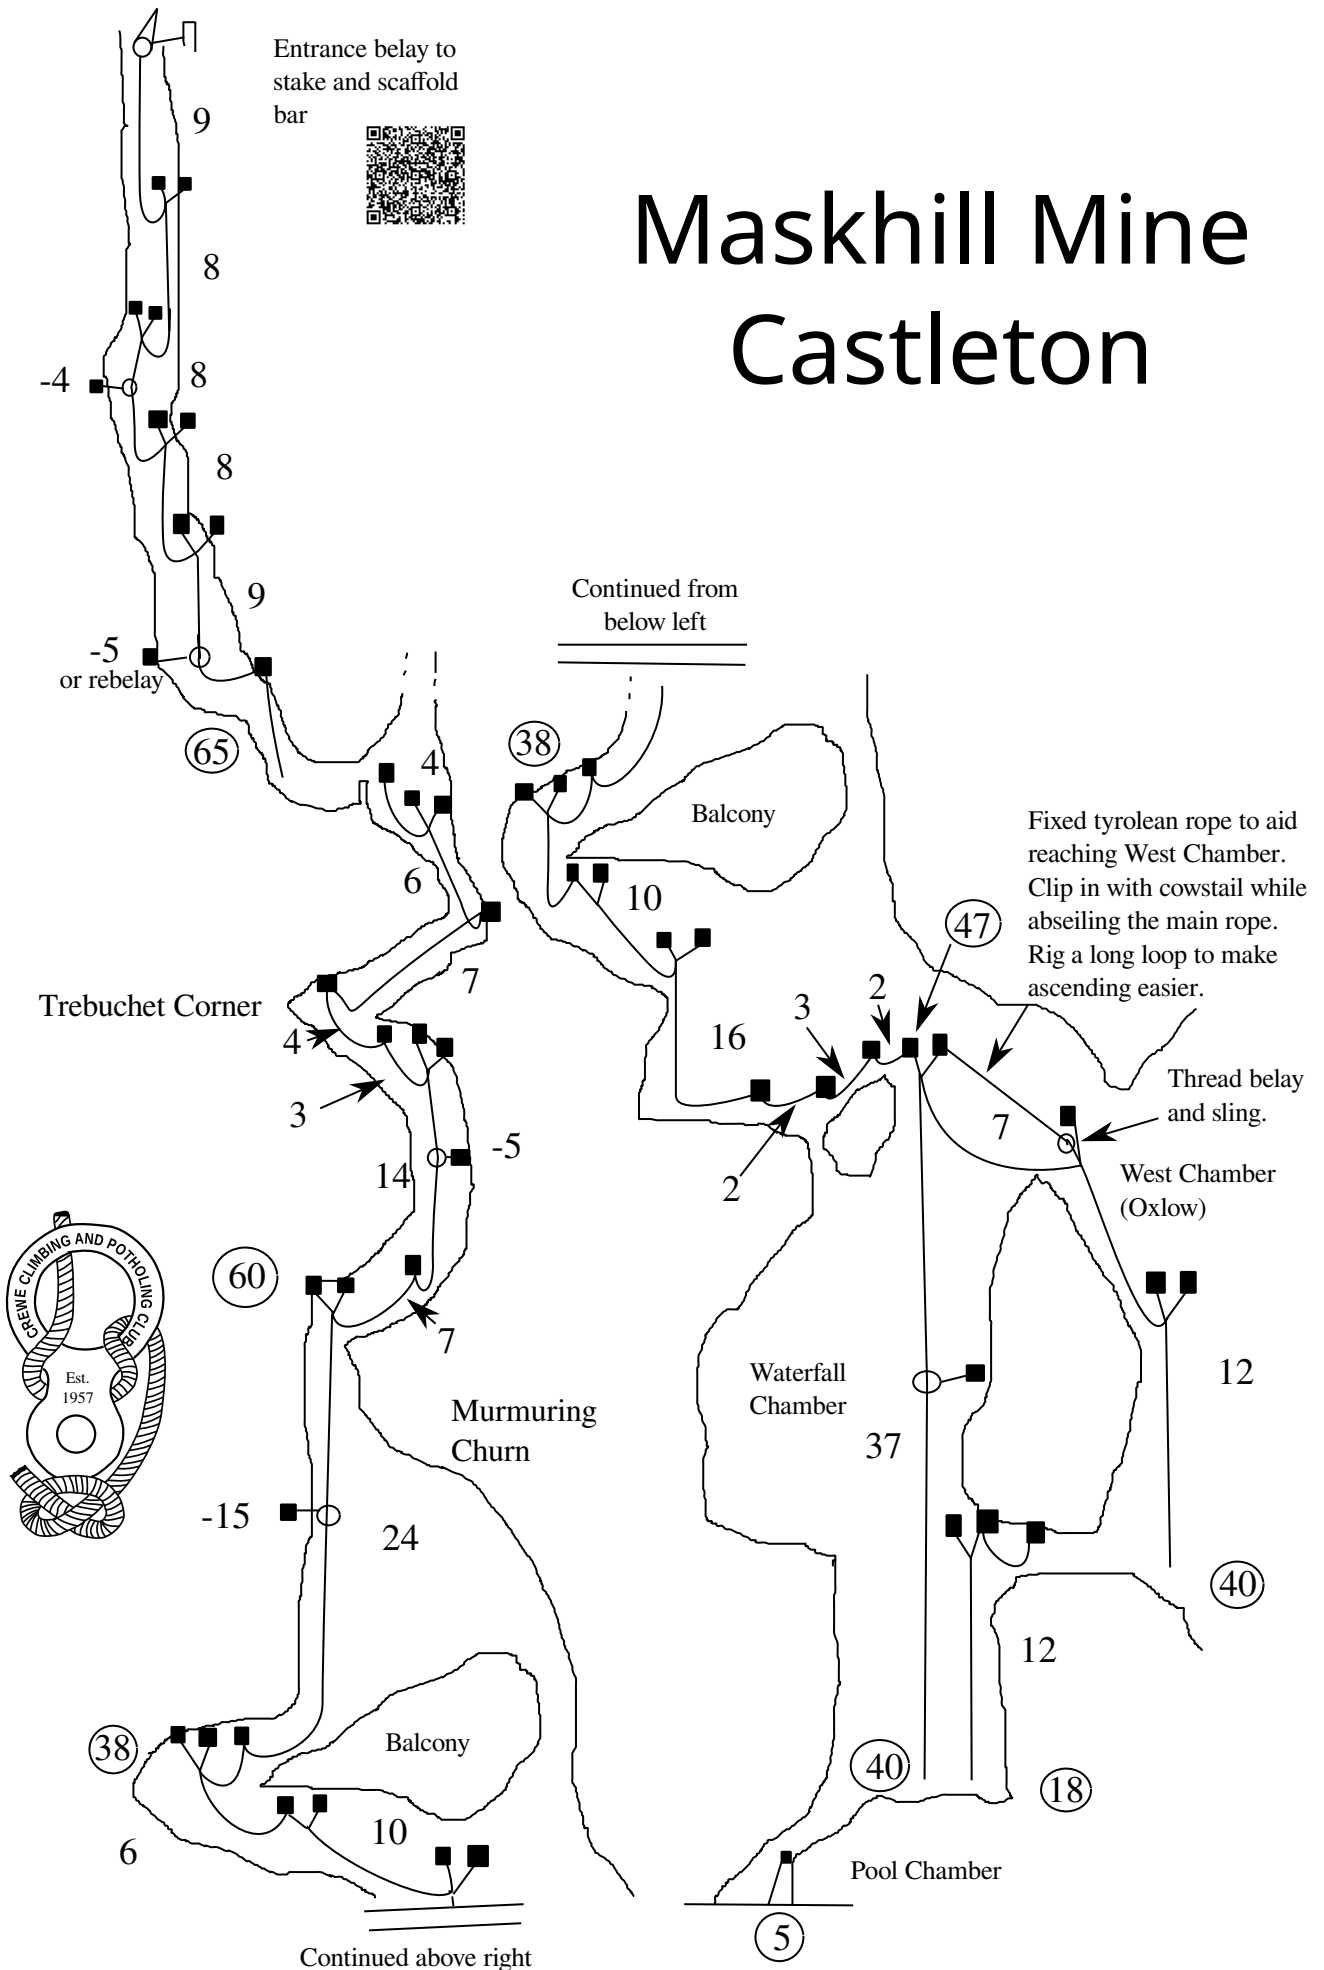 Maskhill Mine
Castleton
Entrance belay to
stake and scaffold
bar
9
8
-4
8
8
9
-5
or rebelay
65
4
6
7
Trebuchet Corner
4
3
14
-5
60
7
Murmuring
Churn
-15
24
38
Balcony
6
10
Continued above right
CREWE CLIMBING AND POTHOLING CLUB
Est.
1957
Continued from
below left
38
Balcony
10
16
3
2
2
47
Fixed tyrolean rope to aid
reaching West Chamber.
Clip in with cowstail while
abseiling the main rope.
Rig a long loop to make
ascending easier.
7
Thread belay
and sling.
West Chamber
(Oxlow)
12
Waterfall
Chamber
37
40
12
40
18
Pool Chamber
5